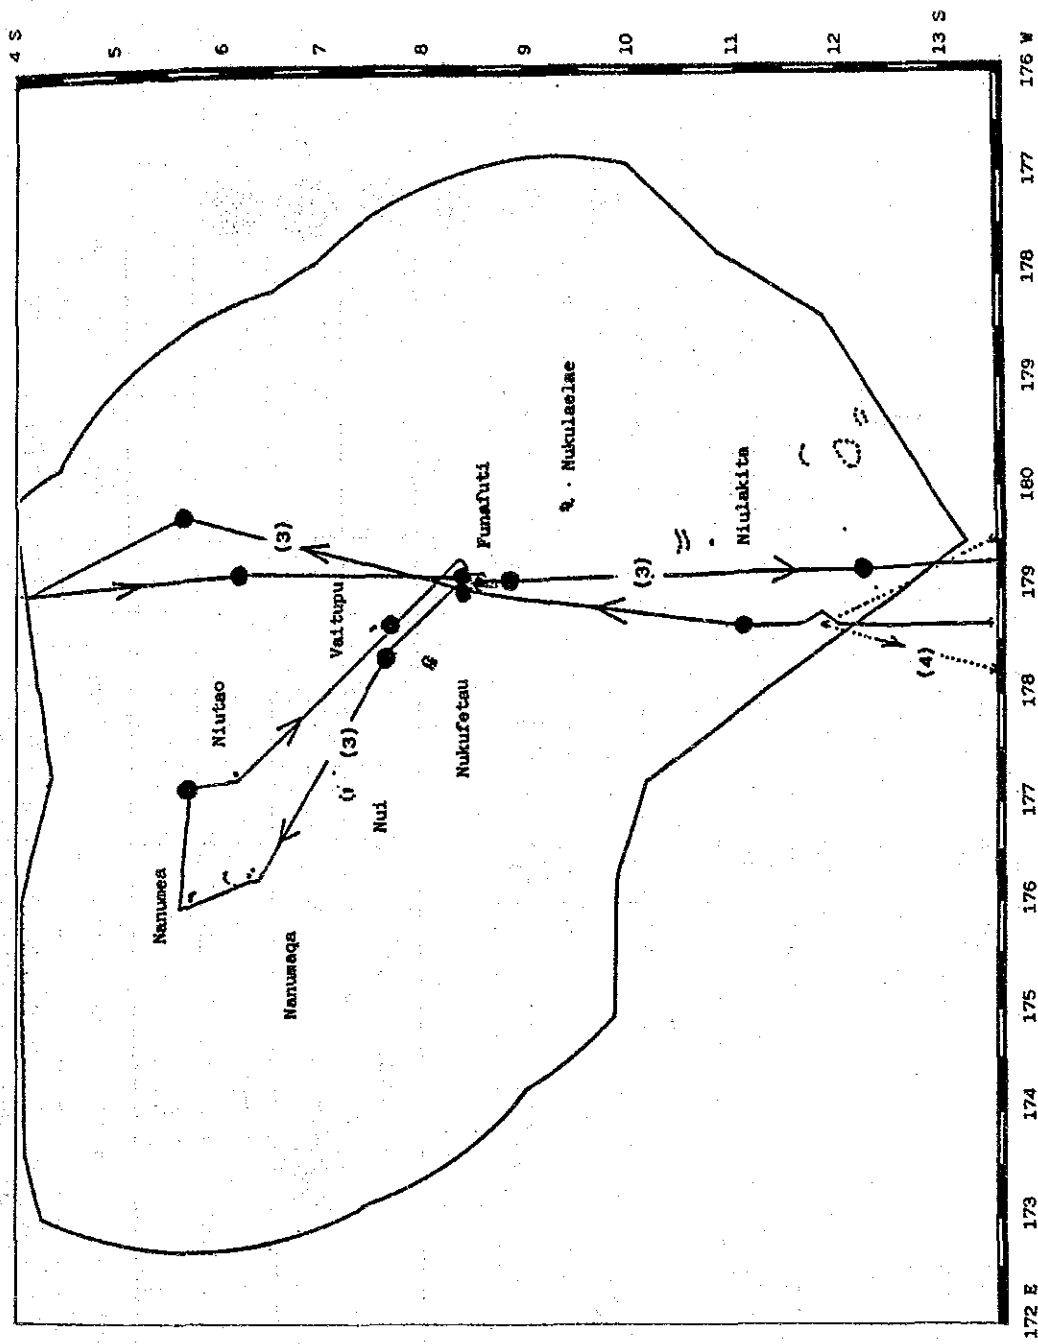 4 S
5
6
7
8
9
10
11
12
13 S
176 W
177
178
179
180
179
178
177
176
175
174
173
172 E
Nanumea
Niutao
Vaitupu
Funafuti
Nukulaelae
Niulakita
Nanumaqa
Nui
Nukufetau
(3)
(3)
(3)
(4)